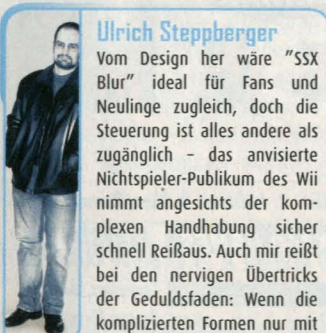 Ulrich Steppberger
Vom Design her wäre "SSX
Blur" ideal für Fans und
Neulinge zugleich, doch die
Steuerung ist alles andere als
zugänglich – das anvisierte
Nichtspieler-Publikum des Wii
nimmt angesichts der kom-
plexen Handhabung sicher
schnell Reißaus. Auch mir reißt
bei den nervigen Übertricks
der Geduldsfaden: Wenn die
komplizierten Formen nur mit